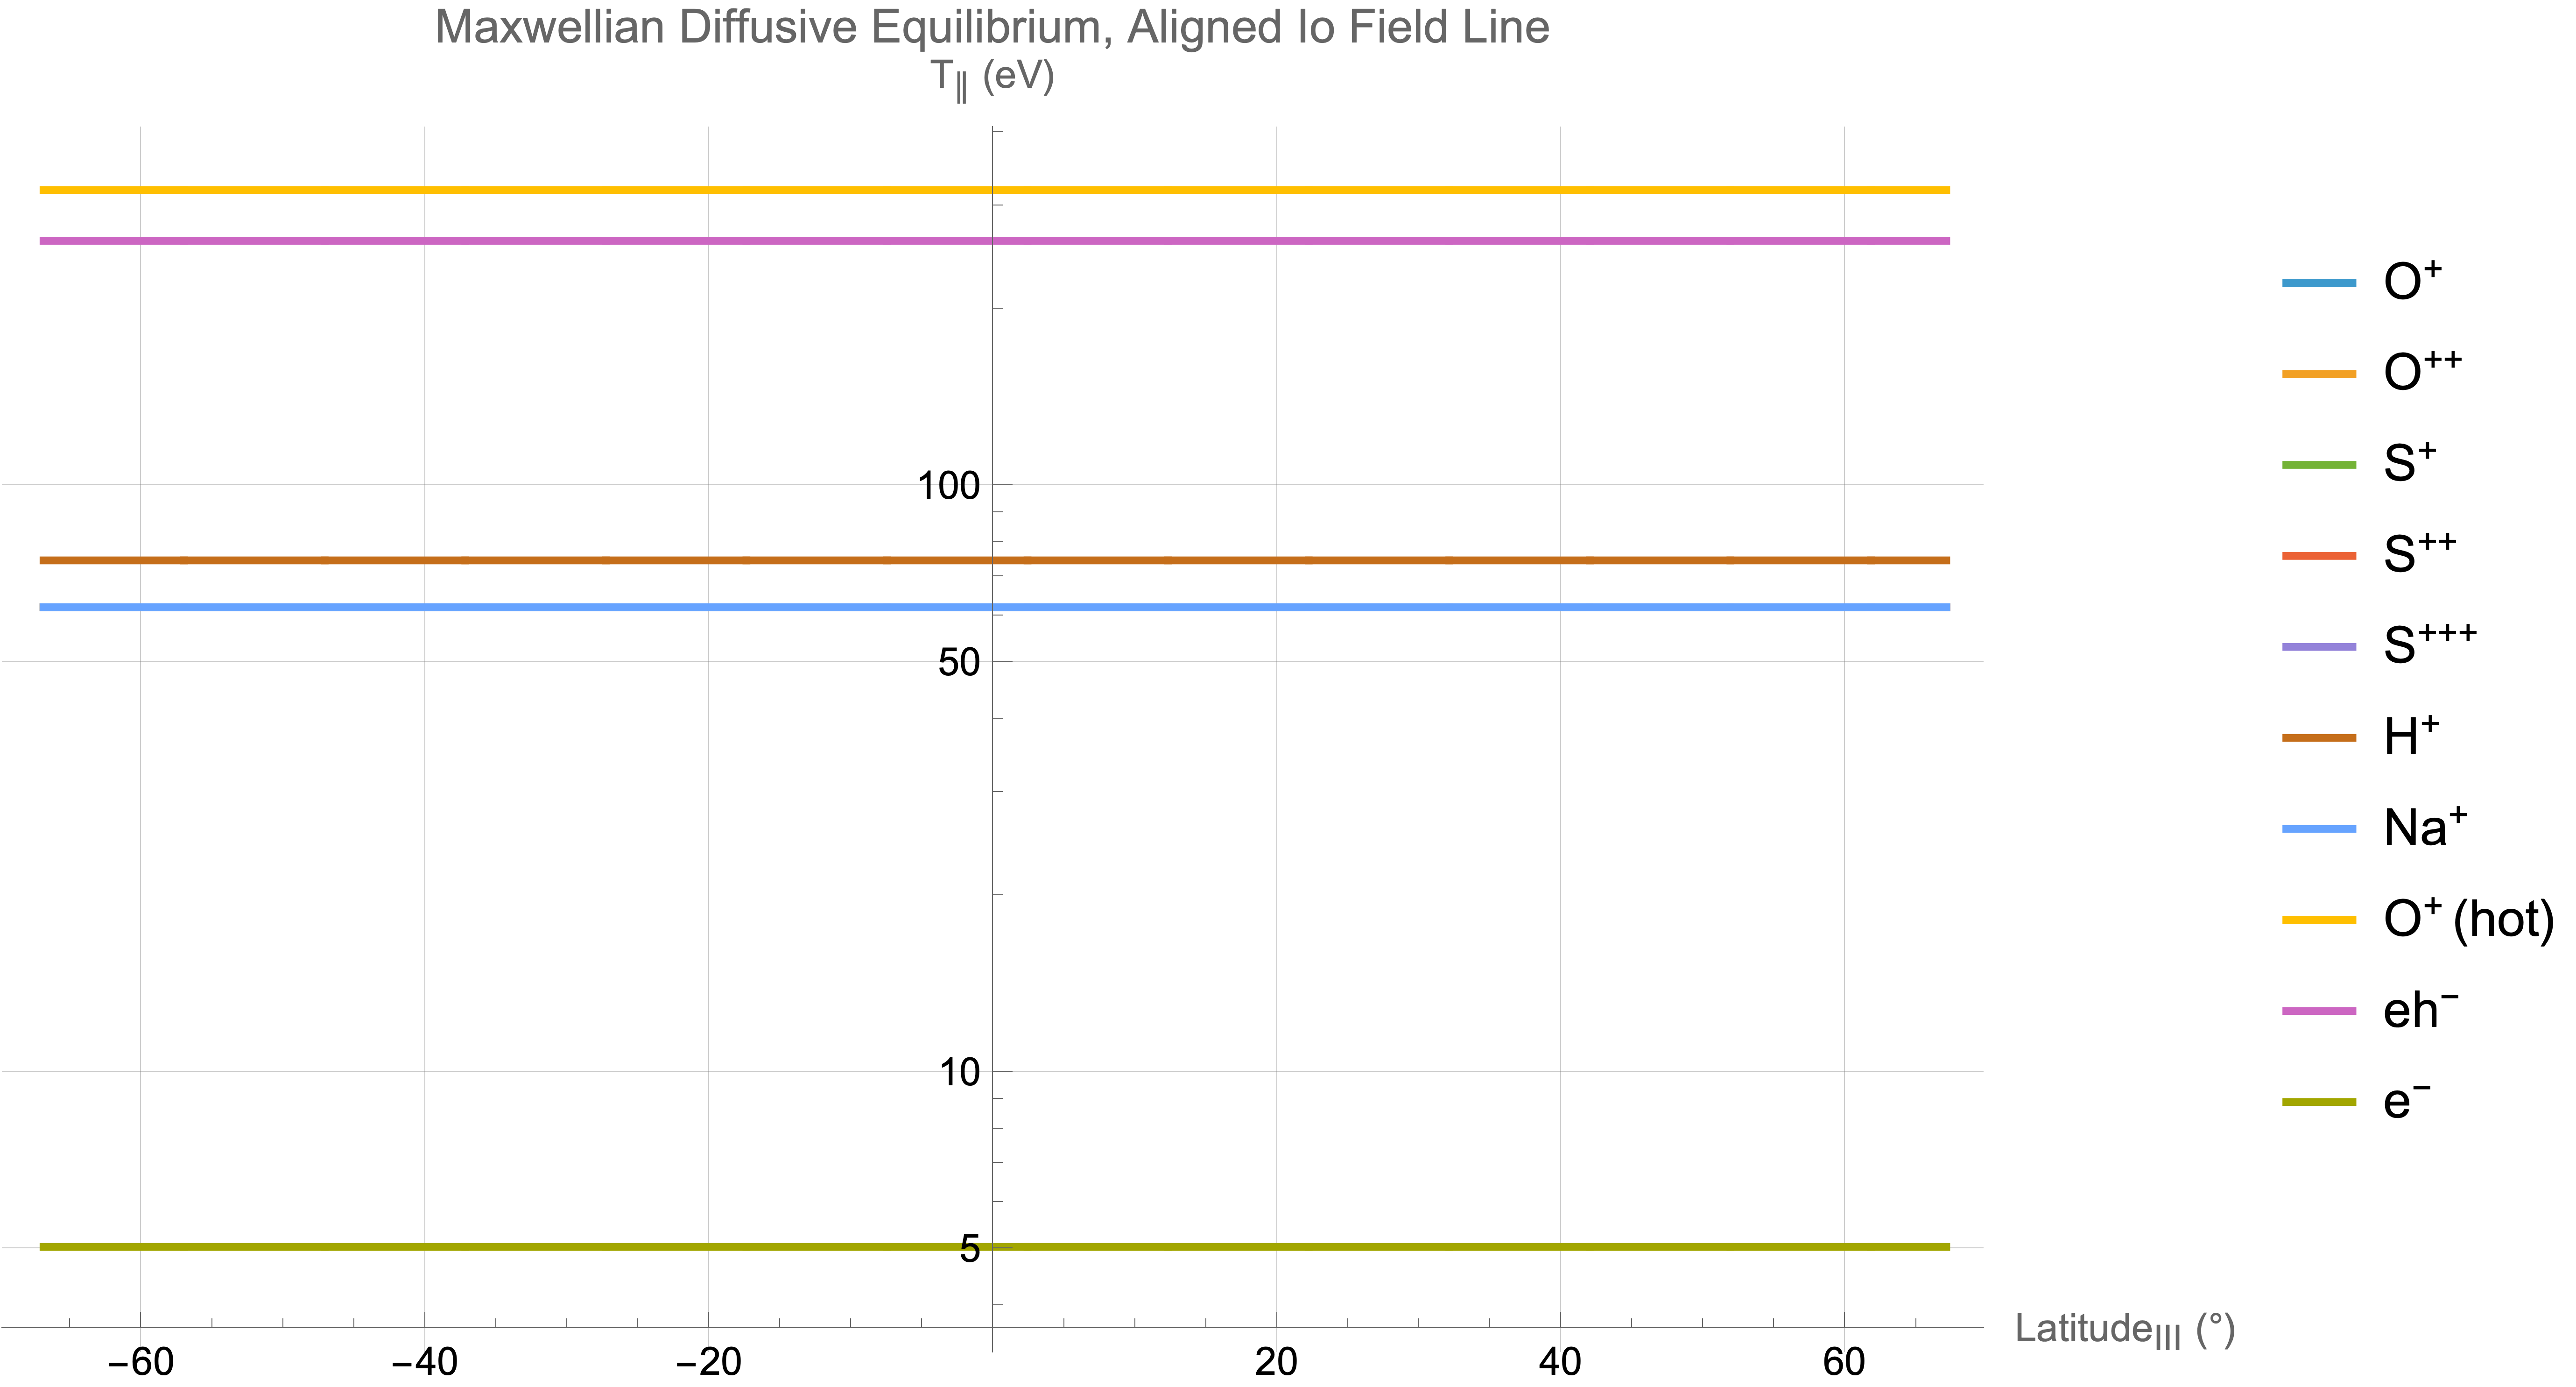 Maxwellian Diffusive Equilibrium, Aligned Io Field Line
T∥ (eV)
100
50
10
5
−60 −40 −20 20 40 60
Latitude_III (°)
O⁺
O⁺⁺
S⁺
S⁺⁺
S⁺⁺⁺
H⁺
Na⁺
O⁺ (hot)
eh⁻
e⁻